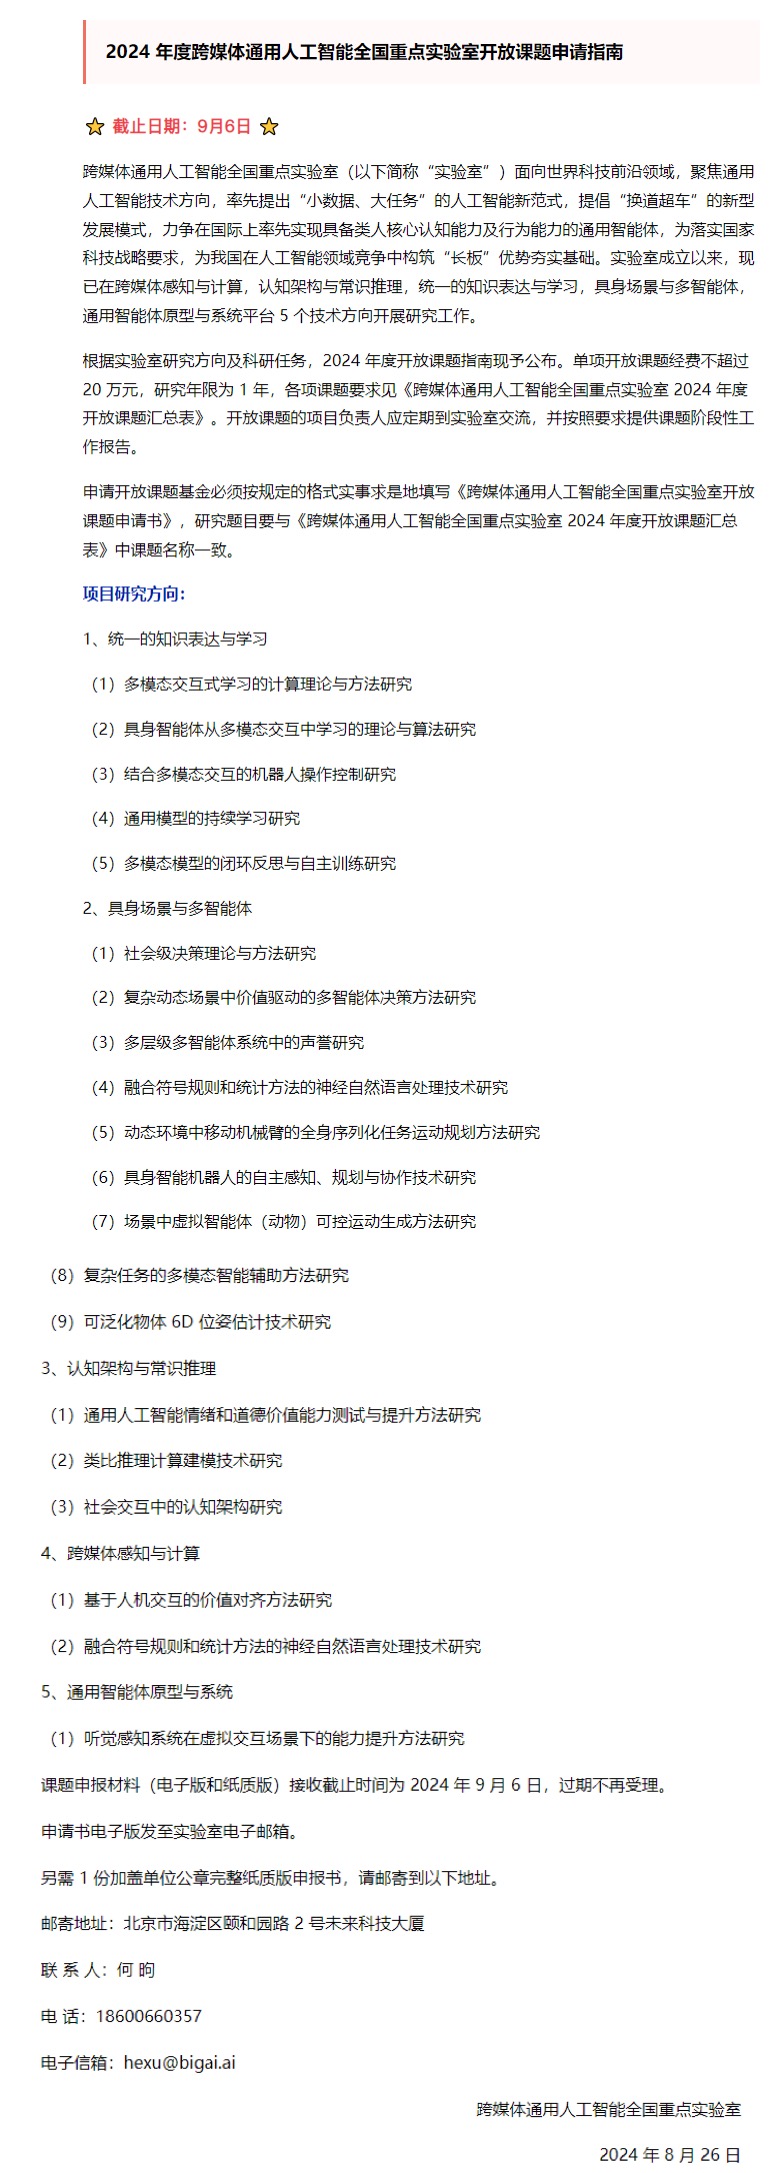 2024 年度跨媒体通用人工智能全国重点实验室开放课题申请指南
截止日期：9月6日
跨媒体通用人工智能全国重点实验室（以下简称“实验室”）面向世界科技前沿领域，聚焦通用
人工智能技术方向，率先提出“小数据、大任务”的人工智能新范式，提倡“换道超车”的新型
发展模式，力争在国际上率先实现具备类人核心认知能力及行为能力的通用智能体，为落实国家
科技战略要求，为我国在人工智能领域竞争中构筑“长板”优势夯实基础。实验室成立以来，现
已在跨媒体感知与计算，认知架构与常识推理，统一的知识表达与学习，具身场景与多智能体，
通用智能体原型与系统平台 5 个技术方向开展研究工作。
根据实验室研究方向及科研任务，2024 年度开放课题指南现予公布。单项开放课题经费不超过
20 万元，研究年限为 1 年，各项课题要求见《跨媒体通用人工智能全国重点实验室 2024 年度
开放课题汇总表》。开放课题的项目负责人应定期到实验室交流，并按照要求提供课题阶段性工
作报告。
申请开放课题基金必须按规定的格式实事求是地填写《跨媒体通用人工智能全国重点实验室开放
课题申请书》，研究题目要与《跨媒体通用人工智能全国重点实验室 2024 年度开放课题汇总
表》中课题名称一致。
项目研究方向：
1、统一的知识表达与学习
（1）多模态交互式学习的计算理论与方法研究
（2）具身智能体从多模态交互中学习的理论与算法研究
（3）结合多模态交互的机器人操作控制研究
（4）通用模型的持续学习研究
（5）多模态模型的闭环反思与自主训练研究
2、具身场景与多智能体
（1）社会级决策理论与方法研究
（2）复杂动态场景中价值驱动的多智能体决策方法研究
（3）多层级多智能体系统中的声誉研究
（4）融合符号规则和统计方法的神经自然语言处理技术研究
（5）动态环境中移动机械臂的全身序列化任务运动规划方法研究
（6）具身智能机器人的自主感知、规划与协作技术研究
（7）场景中虚拟智能体（动物）可控运动生成方法研究
（8）复杂任务的多模态智能辅助方法研究
（9）可泛化物体 6D 位姿估计技术研究
3、认知架构与常识推理
（1）通用人工智能情绪和道德价值能力测试与提升方法研究
（2）类比推理计算建模技术研究
（3）社会交互中的认知架构研究
4、跨媒体感知与计算
（1）基于人机交互的价值对齐方法研究
（2）融合符号规则和统计方法的神经自然语言处理技术研究
5、通用智能体原型与系统
（1）听觉感知系统在虚拟交互场景下的能力提升方法研究
课题申报材料（电子版和纸质版）接收截止时间为 2024 年 9 月 6 日，过期不再受理。
申请书电子版发至实验室电子邮箱。
另需 1 份加盖单位公章完整纸质版申报书，请邮寄到以下地址。
邮寄地址：北京市海淀区颐和园路 2 号未来科技大厦
联 系 人：何 昫
电 话：18600660357
电子信箱：hexu@bigai.ai
跨媒体通用人工智能全国重点实验室
2024 年 8 月 26 日